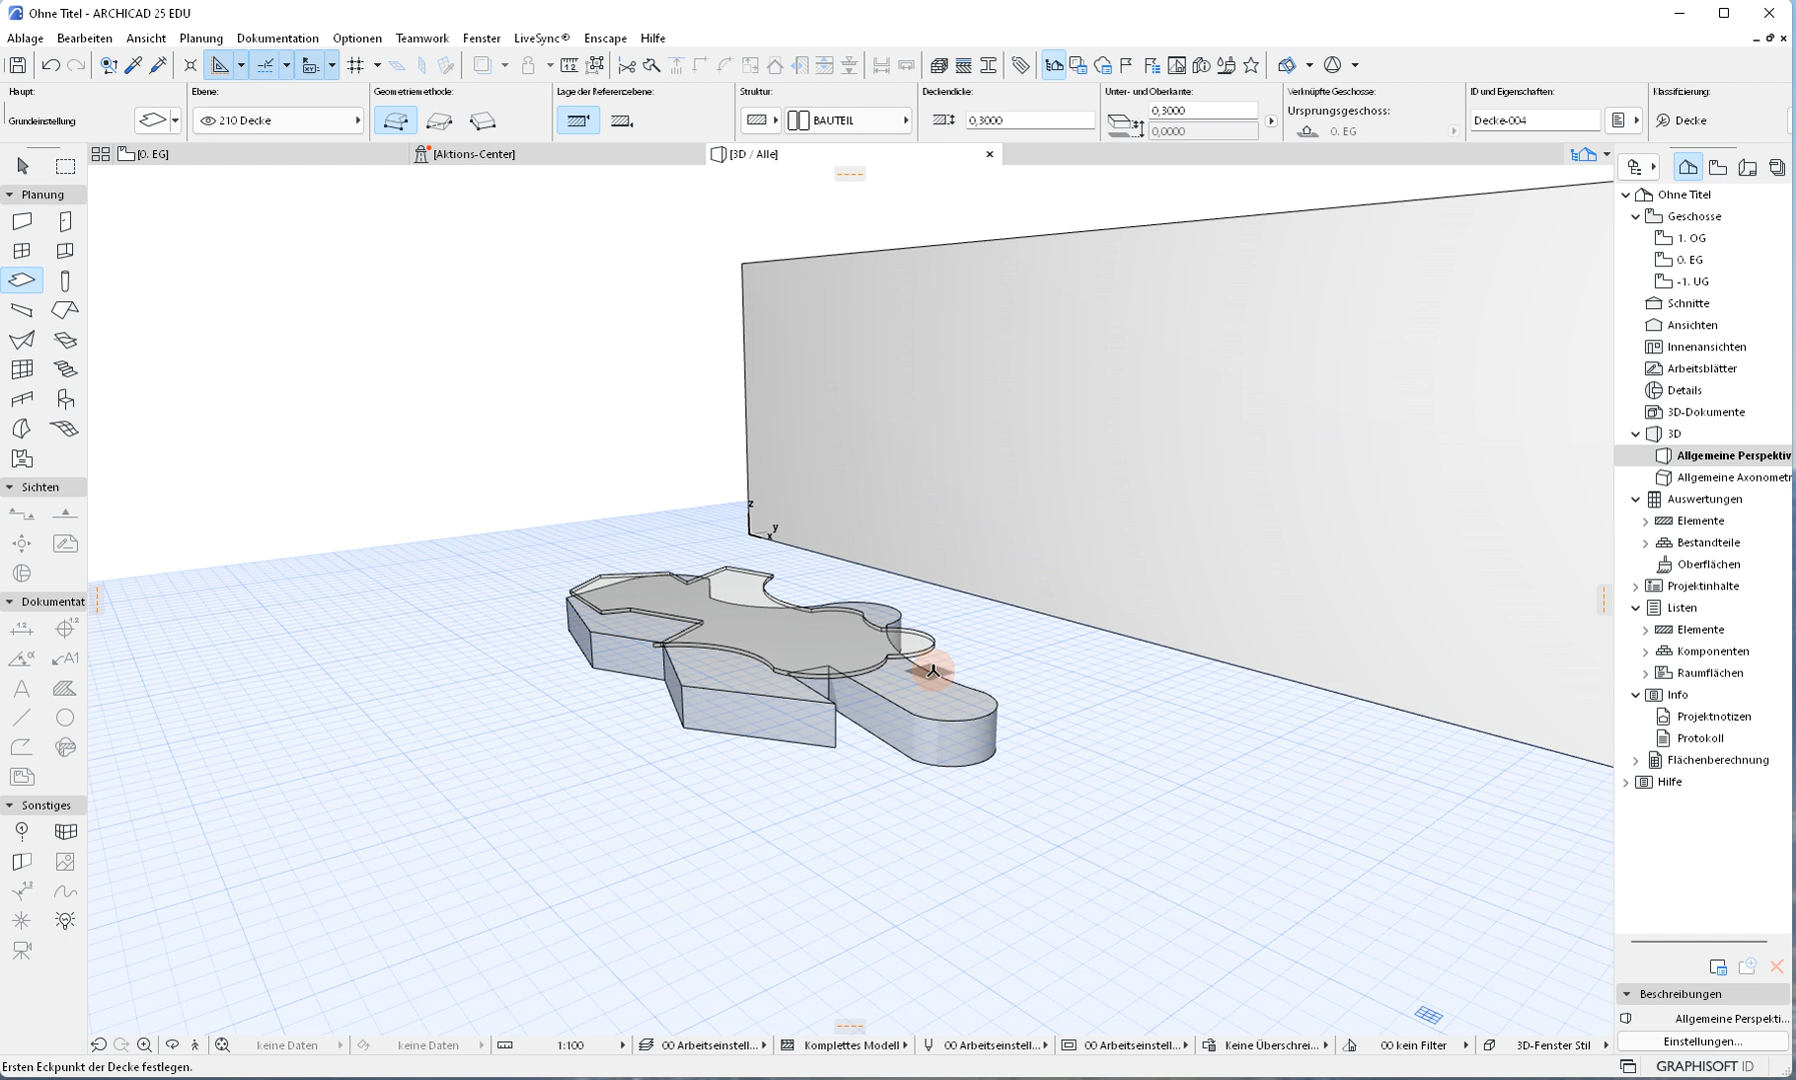 Ohne Titel - ARCHICAD 25 EDU
Ablage Bearbeiten Ansicht Planung Dokumentation Optionen Teamwork Fenster LiveSync® Enscape Hilfe
Haupt: Ebene: Geometriemethode: Lage der Referenzebene: Struktur: Deckendicke: Unter- und Oberkante: Verknüpfte Geschosse: ID und Eigenschaften: Klassifizierung:
Grundeinstellung
210 Decke
BAUTEIL
0,3000
0,3000
0,0000
Ursprungsgeschoss:
0. EG
Decke-004
Decke
[0. EG]
[Aktions-Center]
[3D / Alle]
Planung
Sichten
Dokumentat
1.2
A1
A
Sonstiges
z
y
x
Ohne Titel
Geschosse
1. OG
0. EG
-1. UG
Schnitte
Ansichten
Innenansichten
Arbeitsblätter
Details
3D-Dokumente
3D
Allgemeine Perspektiv
Allgemeine Axonometr
Auswertungen
Elemente
Bestandteile
Oberflächen
Projektinhalte
Listen
Elemente
Komponenten
Raumflächen
Info
Projektnotizen
Protokoll
Flächenberechnung
Hilfe
Beschreibungen
Allgemeine Perspekti...
Einstellungen...
keine Daten keine Daten 1:100 00 Arbeitseinstell... Komplettes Modell 00 Arbeitseinstell... 00 Arbeitseinstell... Keine Überschrei... 00 kein Filter 3D-Fenster Stil
Ersten Eckpunkt der Decke festlegen.
GRAPHISOFT ID